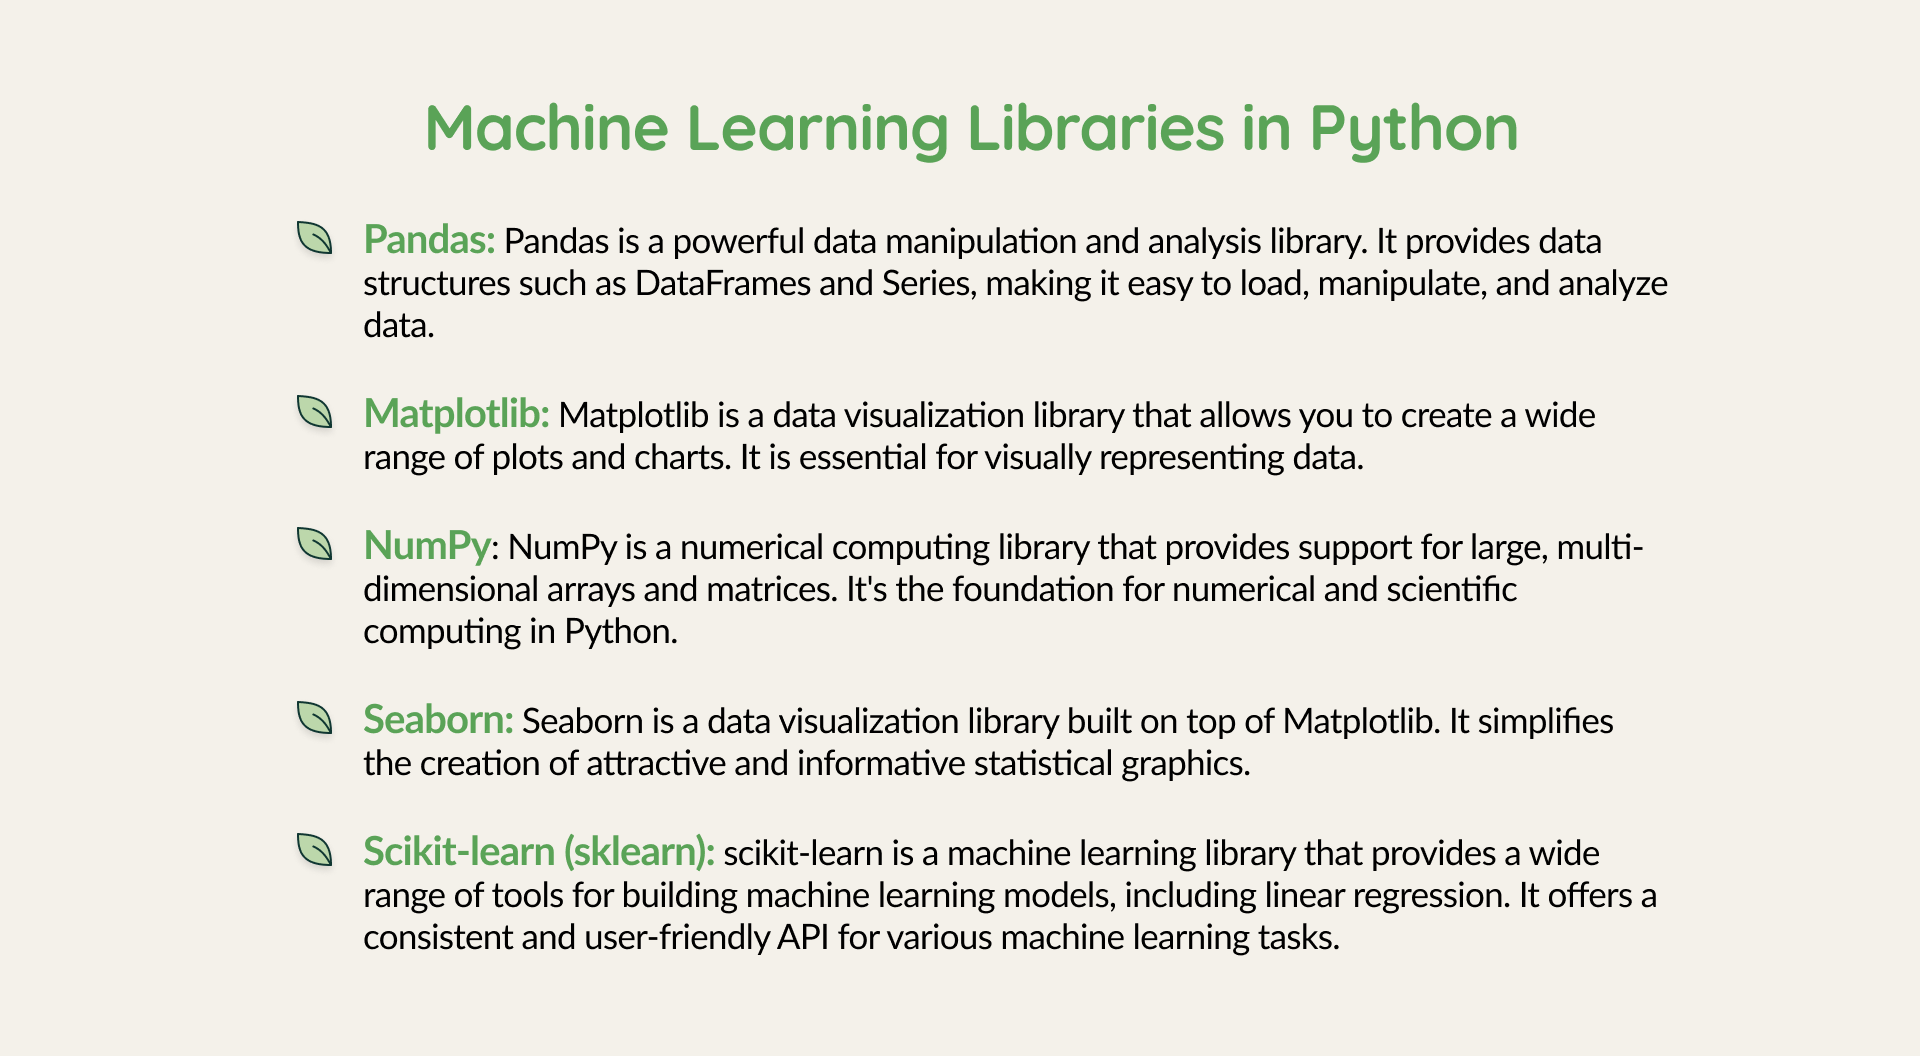 Machine Learning Libraries in Python
Pandas: Pandas is a powerful data manipulation and analysis library. It provides data
structures such as DataFrames and Series, making it easy to load, manipulate, and analyze
data.
Matplotlib: Matplotlib is a data visualization library that allows you to create a wide
range of plots and charts. It is essential for visually representing data.
NumPy: NumPy is a numerical computing library that provides support for large, multi-
dimensional arrays and matrices. It's the foundation for numerical and scientific
computing in Python.
Seaborn: Seaborn is a data visualization library built on top of Matplotlib. It simplifies
the creation of attractive and informative statistical graphics.
Scikit-learn (sklearn): scikit-learn is a machine learning library that provides a wide
range of tools for building machine learning models, including linear regression. It offers a
consistent and user-friendly API for various machine learning tasks.